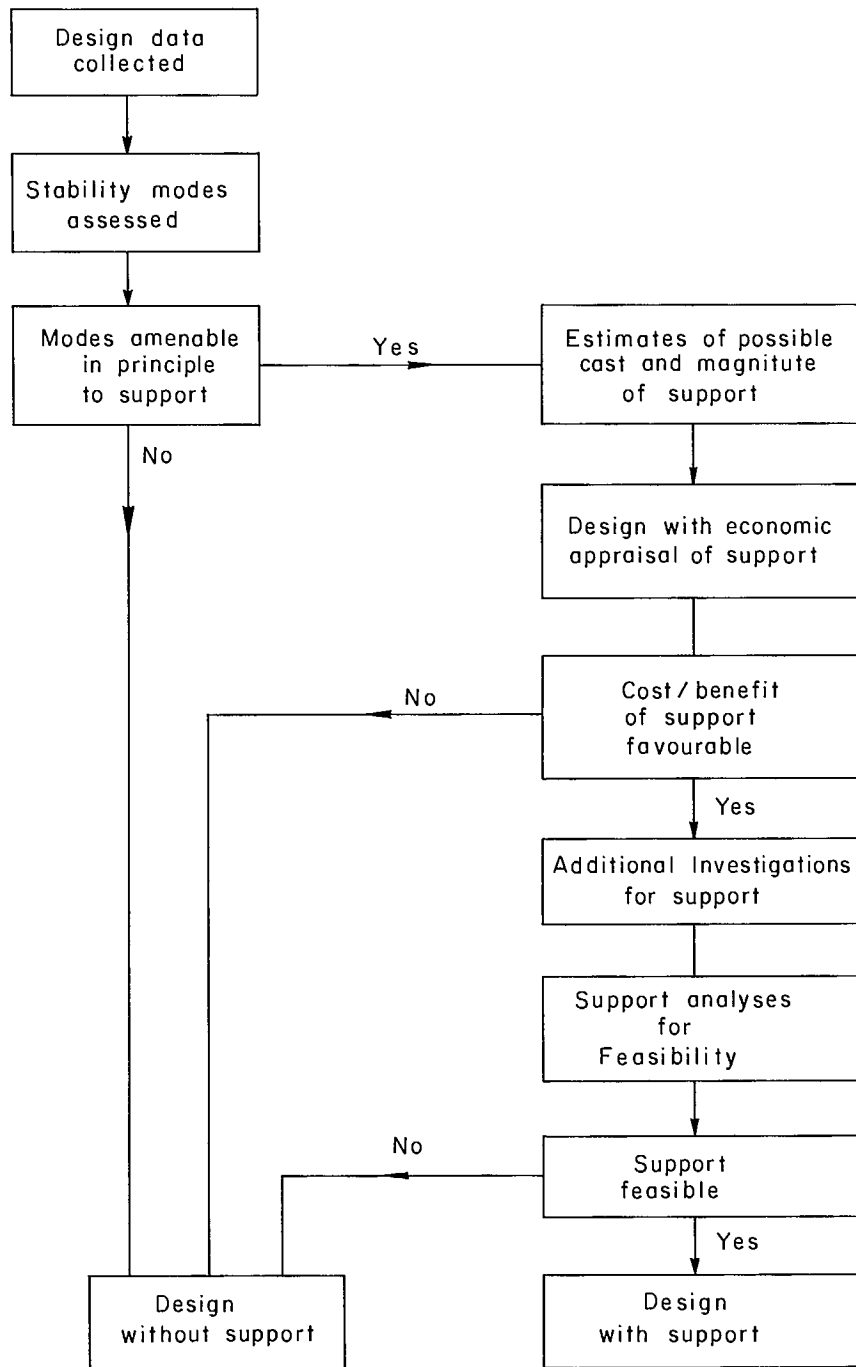 Design data
collected
Stability modes
assessed
Modes amenable
in principle
to support
Yes
No
Estimates of possible
cast and magnitute
of support
Design with economic
appraisal of support
Cost/benefit
of support
favourable
No
Yes
Additional Investigations
for support
Support analyses
for
Feasibility
Support
feasible
No
Yes
Design
without support
Design
with support